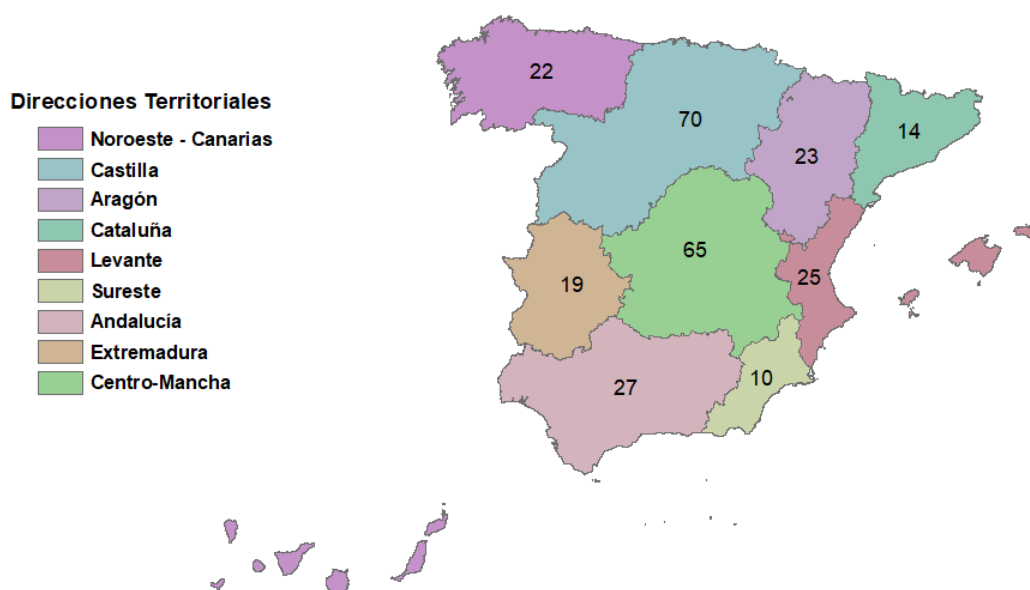 Direcciones Territoriales
Noroeste - Canarias
Castilla
Aragón
Cataluña
Levante
Sureste
Andalucía
Extremadura
Centro-Mancha
22
70
14
23
65
19
25
10
27